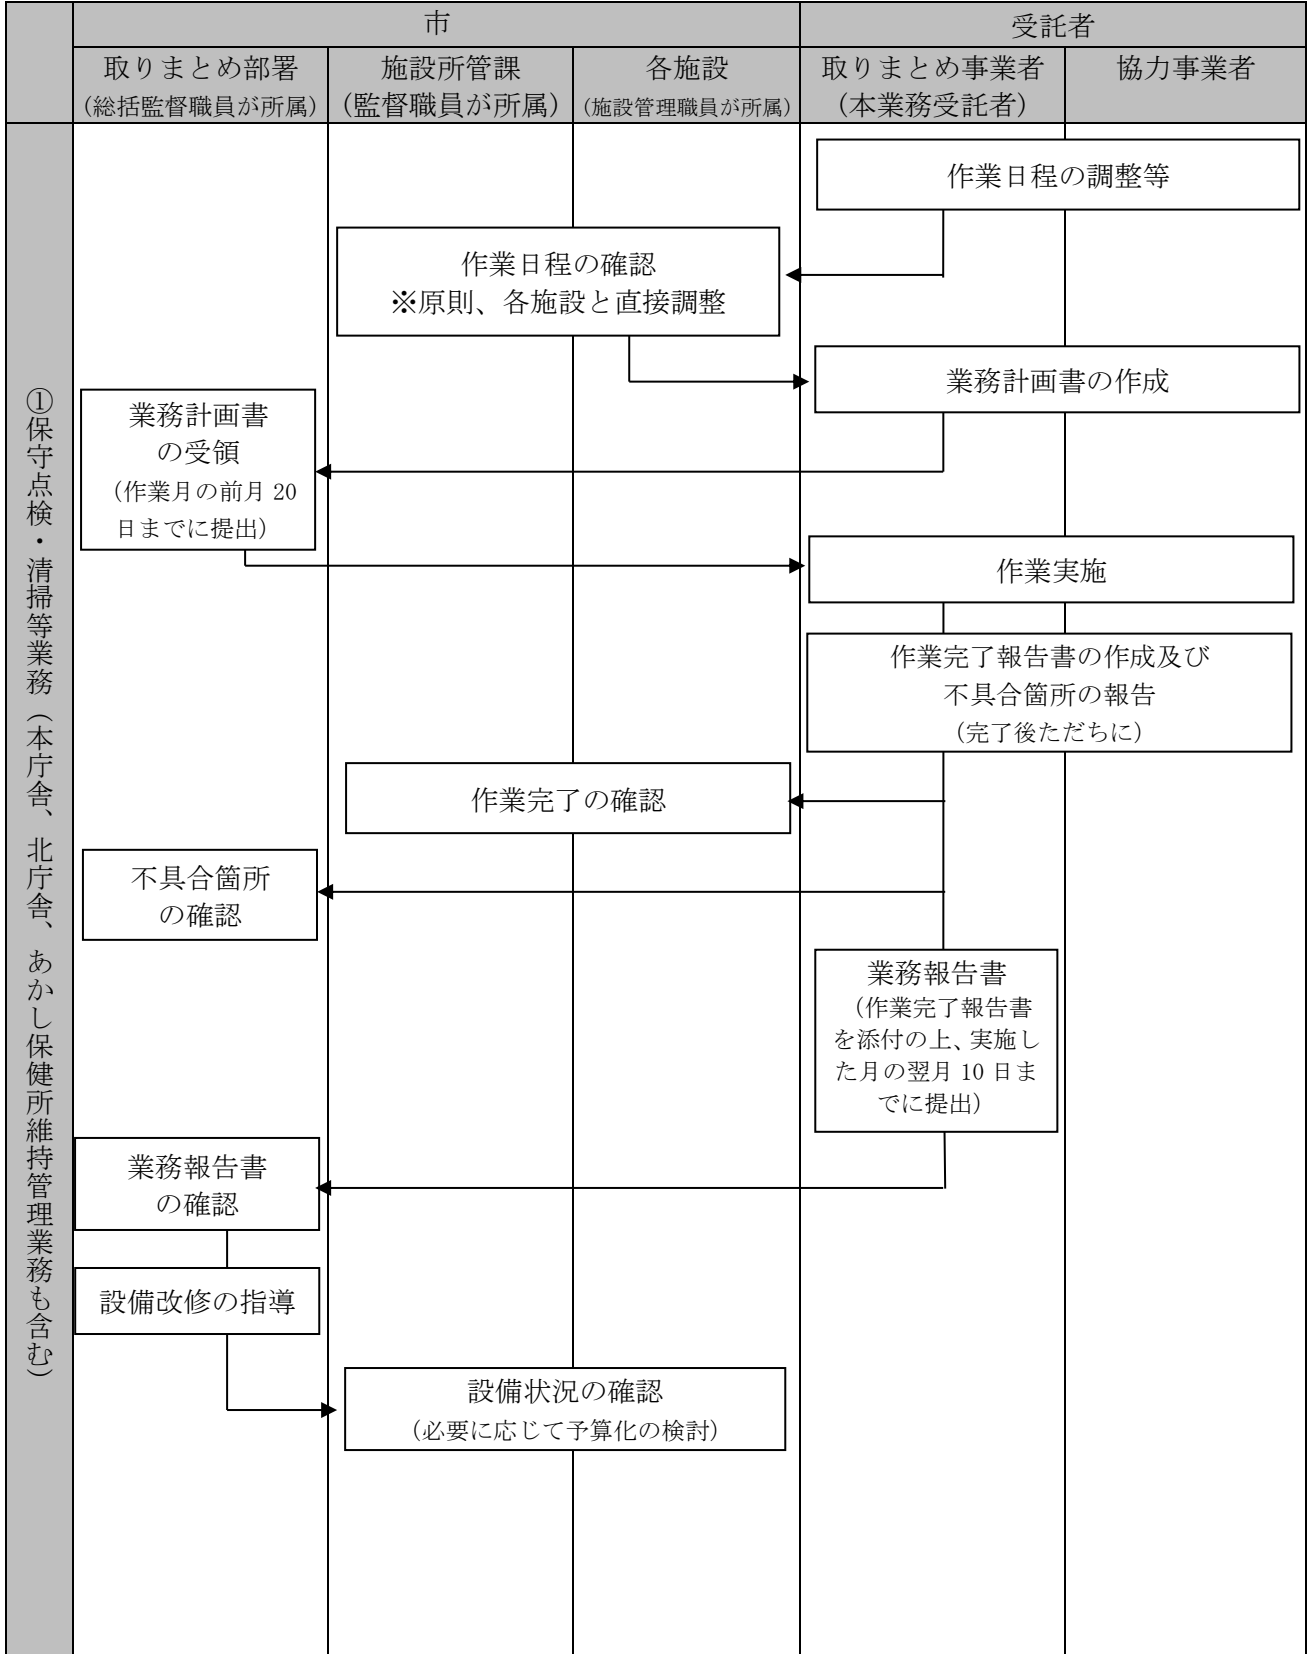 市
受託者
取りまとめ部署
(総括監督職員が所属)
施設所管課
(監督職員が所属)
各施設
(施設管理職員が所属)
取りまとめ事業者
(本業務受託者)
協力事業者
①保守点検・清掃等業務(本庁舎、北庁舎、あかし保健所維持管理業務も含む)
作業日程の調整等
作業日程の確認
※原則、各施設と直接調整
業務計画書の作成
業務計画書
の受領
(作業月の前月 20
日までに提出)
作業実施
作業完了報告書の作成及び
不具合箇所の報告
(完了後ただちに)
作業完了の確認
不具合箇所
の確認
業務報告書
(作業完了報告書
を添付の上、実施し
た月の翌月 10 日ま
でに提出)
業務報告書
の確認
設備改修の指導
設備状況の確認
(必要に応じて予算化の検討)